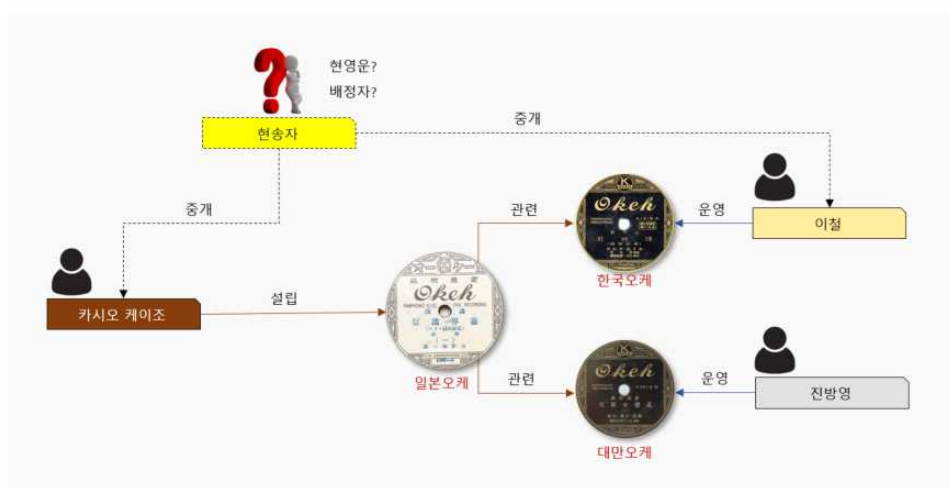 현영운?
배정자?
현송자
중개
중개
이철
운영
관련
Okeh
한국오케
카시오 케이조
설립
Okeh
일본오케
관련
Okeh
대만오케
운영
진방영